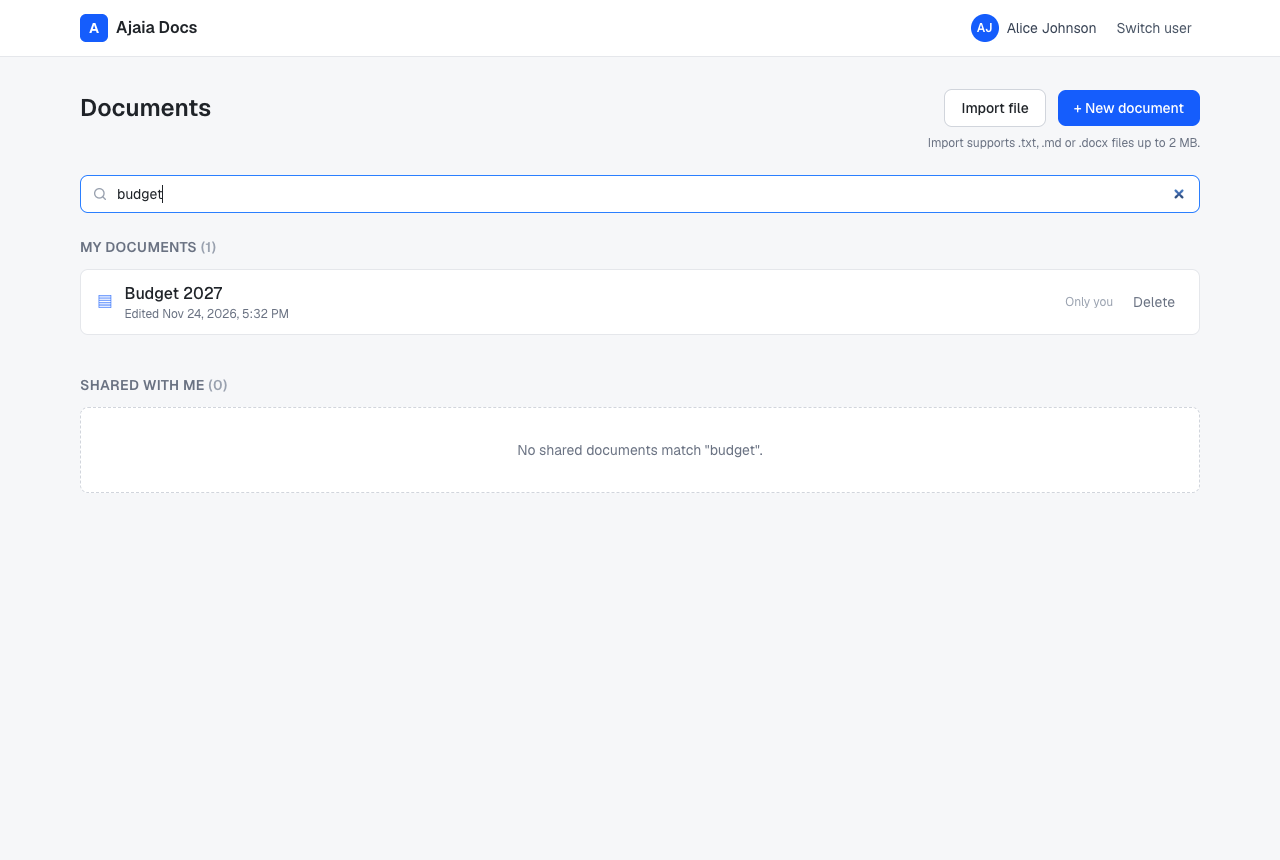 A Ajaia Docs
AJ Alice Johnson Switch user
Documents
Import file + New document
Import supports .txt, .md or .docx files up to 2 MB.
budget
MY DOCUMENTS (1)
Budget 2027
Edited Nov 24, 2026, 5:32 PM
Only you Delete
SHARED WITH ME (0)
No shared documents match "budget".